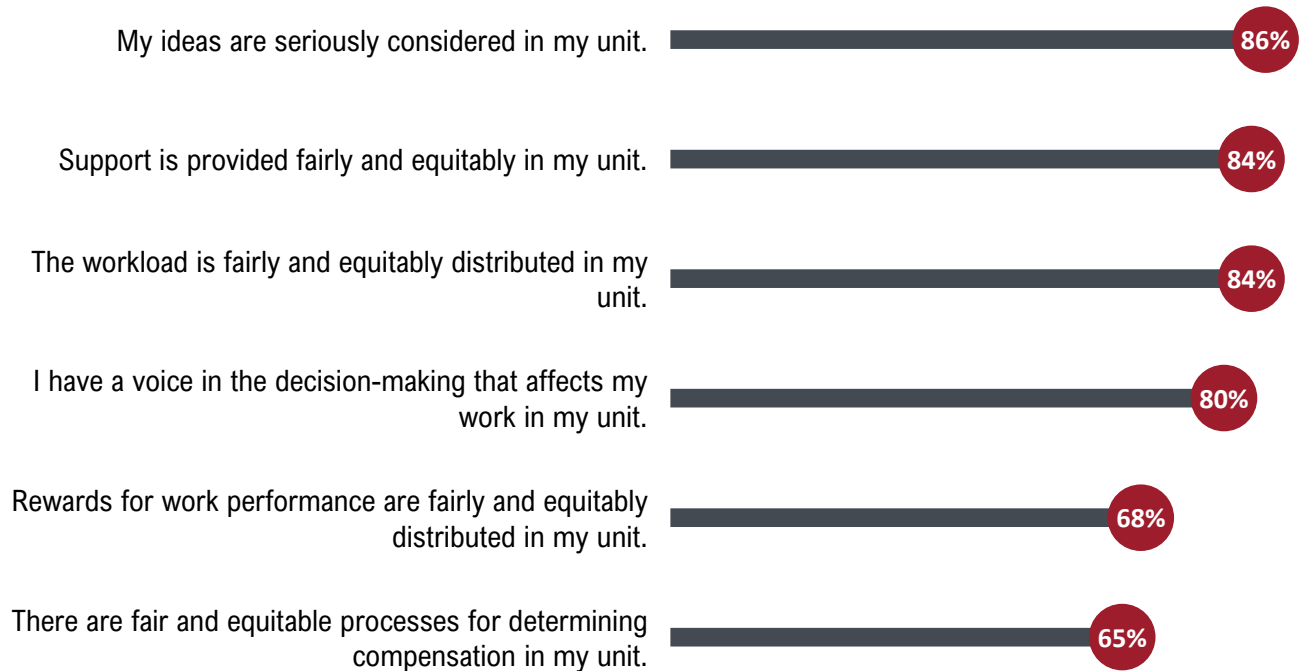 My ideas are seriously considered in my unit.
86%
Support is provided fairly and equitably in my unit.
84%
The workload is fairly and equitably distributed in my
unit.
84%
I have a voice in the decision-making that affects my
work in my unit.
80%
Rewards for work performance are fairly and equitably
distributed in my unit.
68%
There are fair and equitable processes for determining
compensation in my unit.
65%